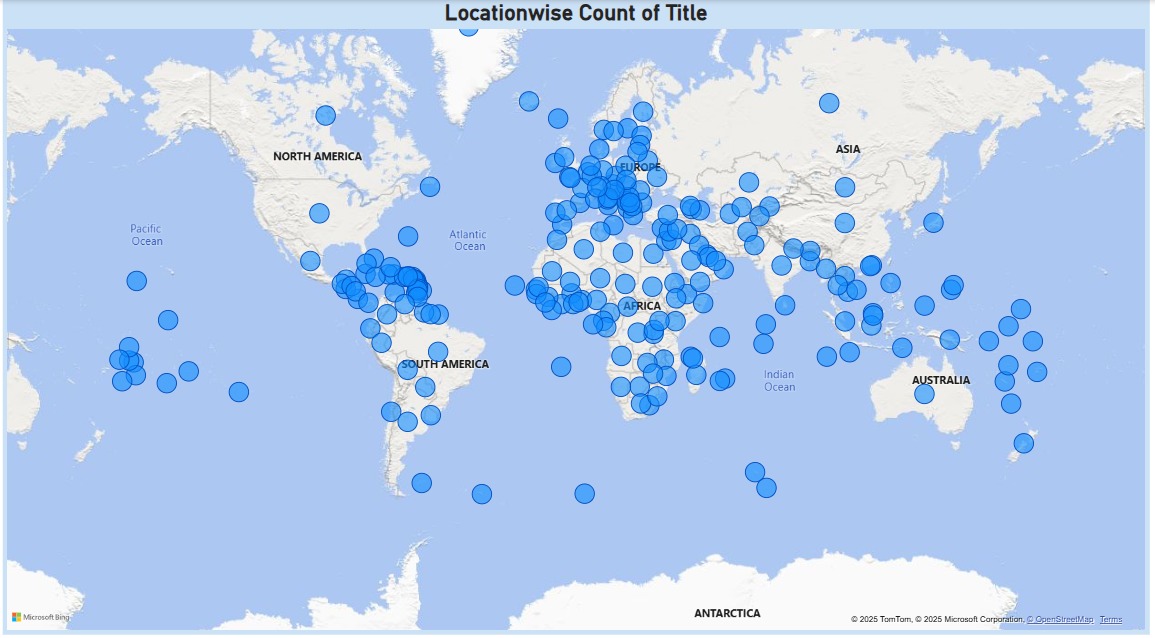 Locationwise Count of Title
NORTH AMERICA
EUROPE
ASIA
Pacific
Ocean
Atlantic
Ocean
AFRICA
SOUTH AMERICA
Indian
Ocean
AUSTRALIA
ANTARCTICA
Microsoft Bing
© 2025 TomTom, © 2025 Microsoft Corporation, © OpenStreetMap Terms